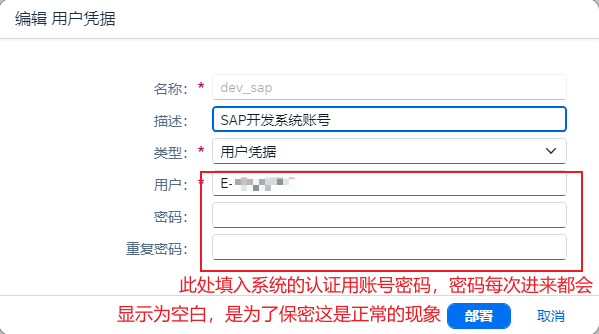 编辑 用户凭据
名称：* dev_sap
描述： SAP开发系统账号
类型：* 用户凭据
用户：* E-
密码：
重复密码：
此处填入系统的认证用账号密码，密码每次进来都会
显示为空白，是为了保密这是正常的现象
部署 取消